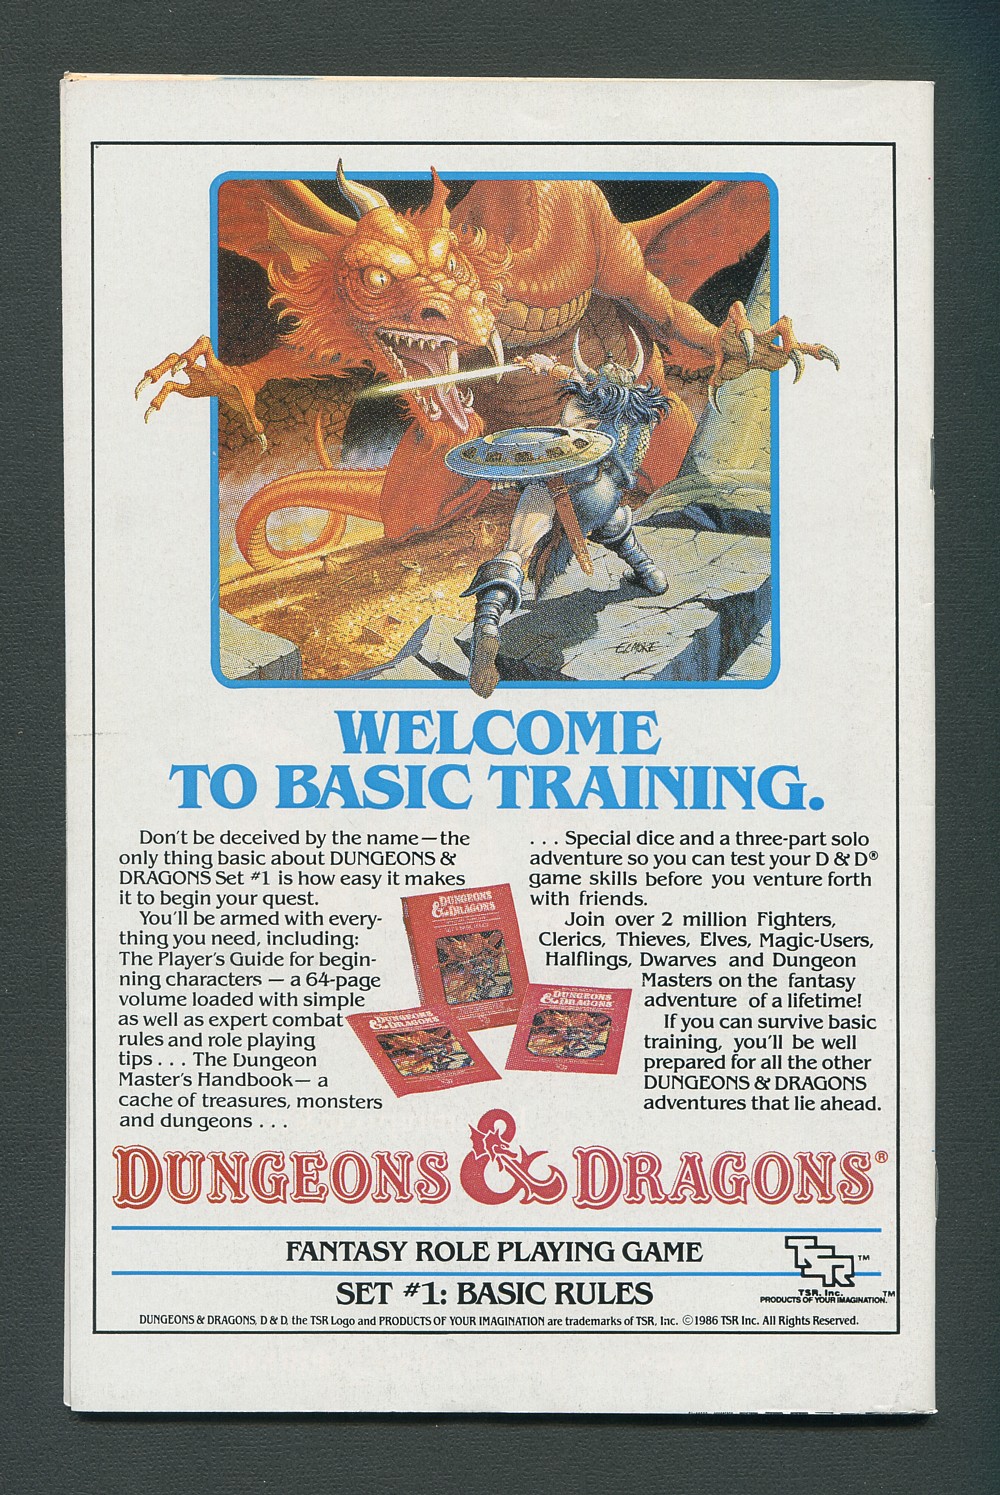 ELMORE
WELCOME
TO BASIC TRAINING.
Don't be deceived by the name—the
only thing basic about DUNGEONS &
DRAGONS Set #1 is how easy it makes
it to begin your quest.
You'll be armed with every-
thing you need, including:
The Player's Guide for begin-
ning characters — a 64-page
volume loaded with simple
as well as expert combat
rules and role playing
tips . . . The Dungeon
Master's Handbook— a
cache of treasures, monsters
and dungeons . . .
. . . Special dice and a three-part solo
adventure so you can test your D & D®
game skills before you venture forth
with friends.
Join over 2 million Fighters,
Clerics, Thieves, Elves, Magic-Users,
Halflings, Dwarves and Dungeon
Masters on the fantasy
adventure of a lifetime!
If you can survive basic
training, you'll be well
prepared for all the other
DUNGEONS & DRAGONS
adventures that lie ahead.
DUNGEONS
& DRAGONS
DUNGEONS
& DRAGONS
DUNGEONS
& DRAGONS
DUNGEONS & DRAGONS®
FANTASY ROLE PLAYING GAME
SET #1: BASIC RULES
TSR™
TSR, Inc.
PRODUCTS OF YOUR IMAGINATION.™
DUNGEONS & DRAGONS, D & D, the TSR Logo and PRODUCTS OF YOUR IMAGINATION are trademarks of TSR, Inc. ©1986 TSR Inc. All Rights Reserved.